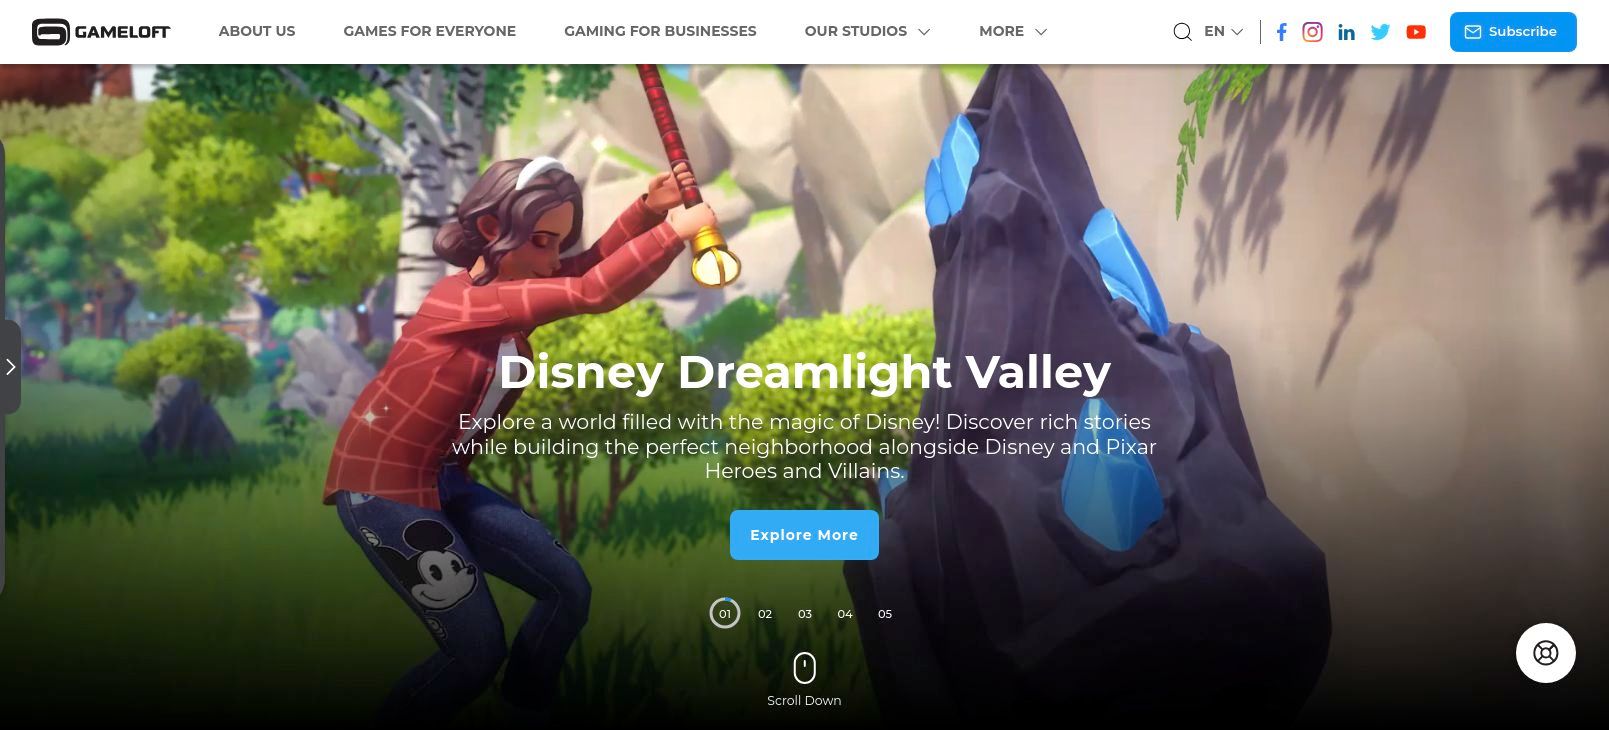 GAMELOFT
ABOUT US
GAMES FOR EVERYONE
GAMING FOR BUSINESSES
OUR STUDIOS
MORE
EN
Subscribe
Disney Dreamlight Valley
Explore a world filled with the magic of Disney! Discover rich stories
while building the perfect neighborhood alongside Disney and Pixar
Heroes and Villains.
Explore More
01 02 03 04 05
Scroll Down